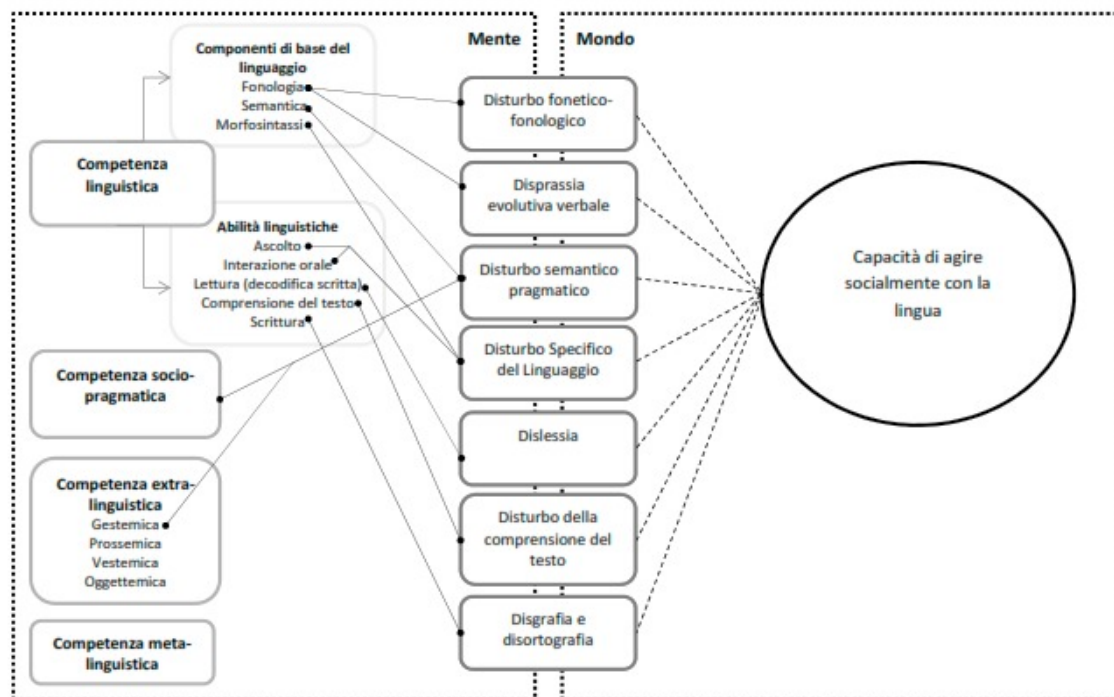 Mente
Mondo
Componenti di base del
linguaggio
Fonologia
Semantica
Morfosintassi
Competenza
linguistica
Abilità linguistiche
Ascolto
Interazione orale
Lettura (decodifica scritta)
Comprensione del testo
Scrittura
Competenza socio-
pragmatica
Competenza extra-
linguistica
Gestemica
Prossemica
Vestemica
Oggettemica
Competenza meta-
linguistica
Disturbo fonetico-
fonologico
Disprassia
evolutiva verbale
Disturbo semantico
pragmatico
Disturbo Specifico
del Linguaggio
Dislessia
Disturbo della
comprensione del
testo
Disgrafia e
disortografia
Capacità di agire
socialmente con la
lingua